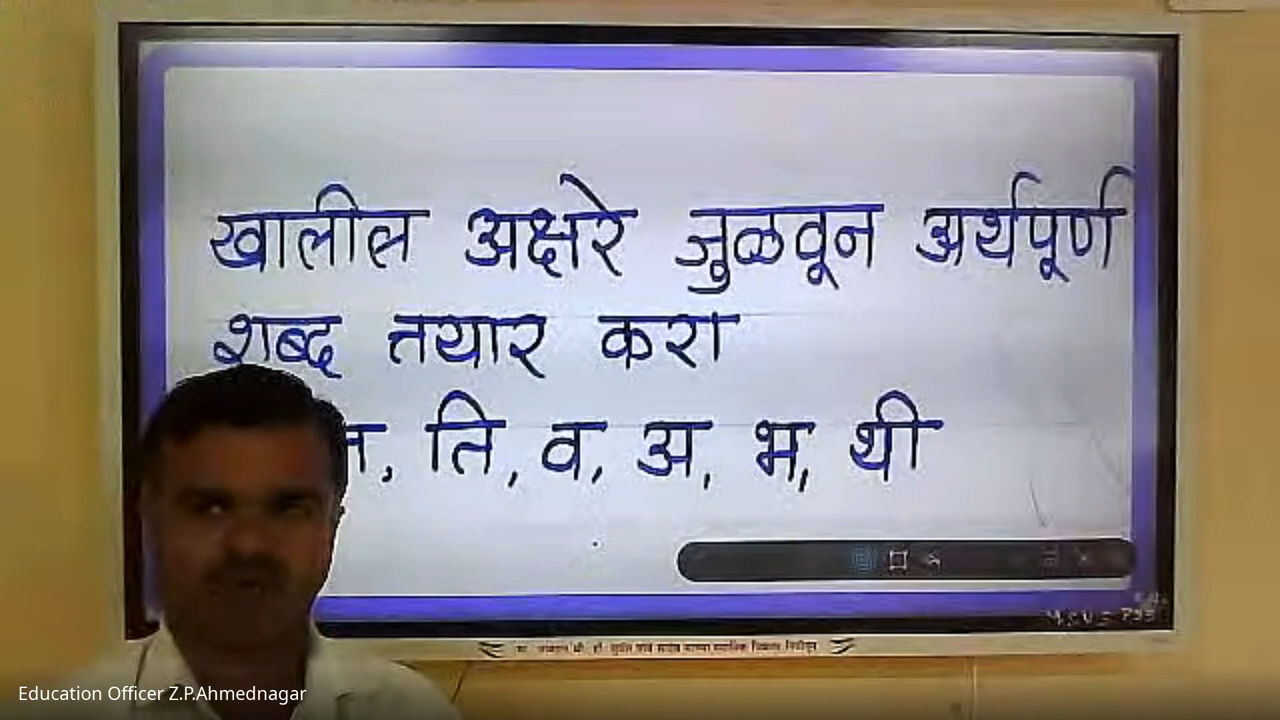 खालील अक्षरे जुळवून अर्थपूर्ण
शब्द तयार करा
ति, व, अ, भ, थी
Education Officer Z.P.Ahmednagar